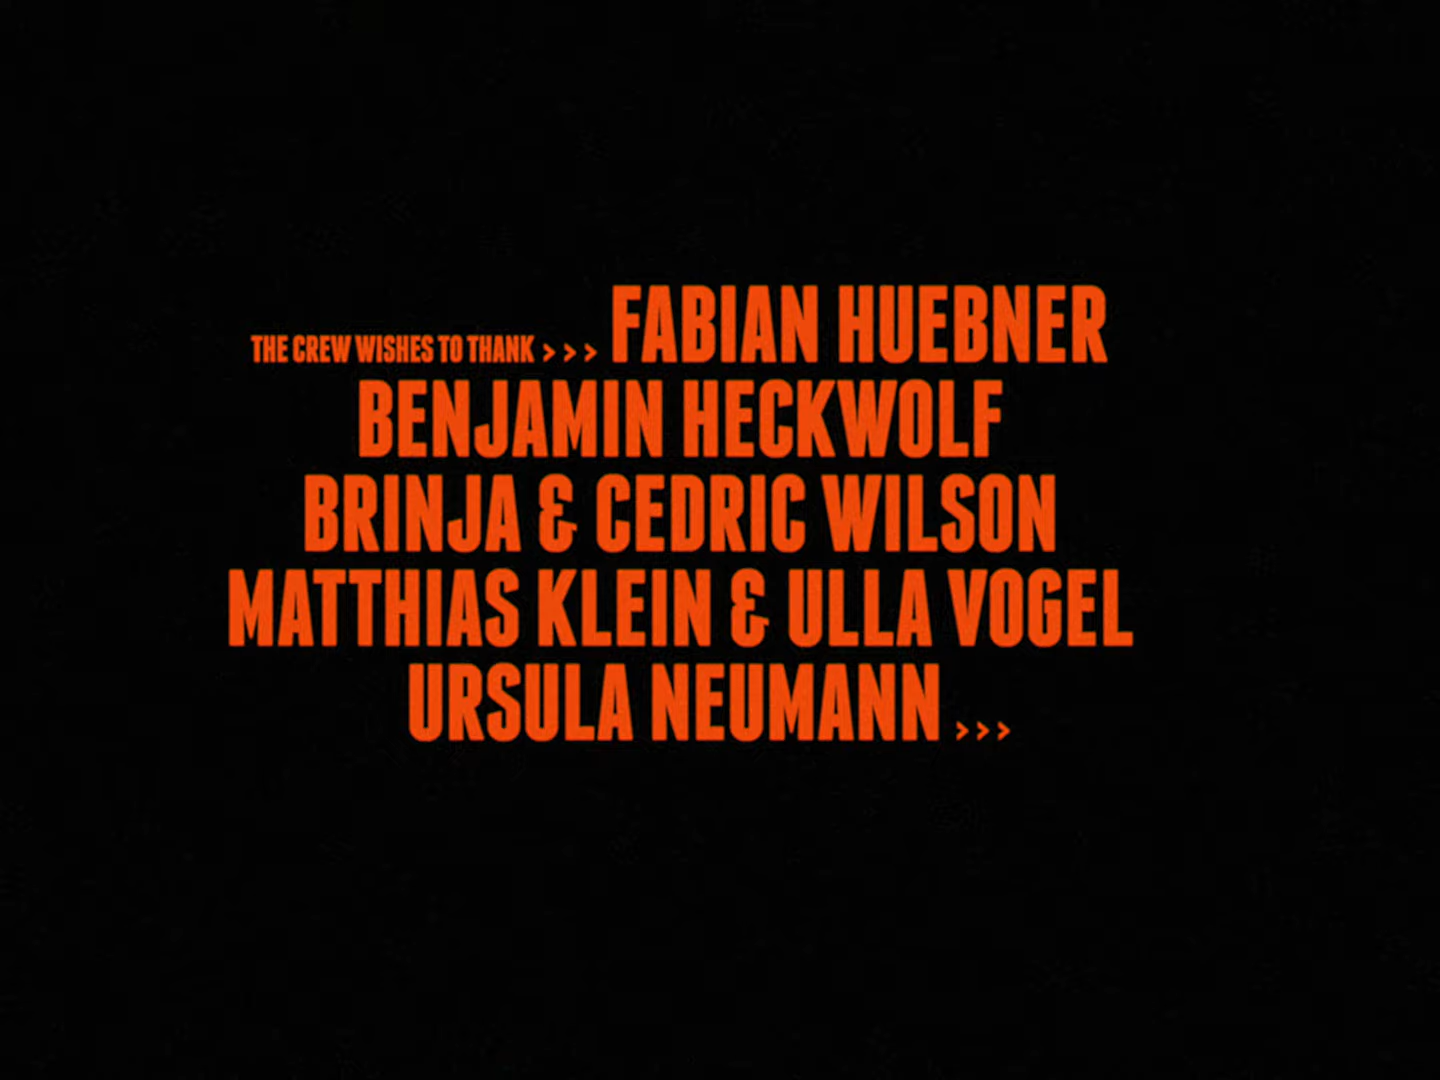 THE CREW WISHES TO THANK > > > FABIAN HUEBNER
BENJAMIN HECKWOLF
BRINJA & CEDRIC WILSON
MATTHIAS KLEIN & ULLA VOGEL
URSULA NEUMANN > > >